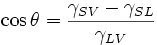 cos θ = (γ_SV − γ_SL) / γ_LV